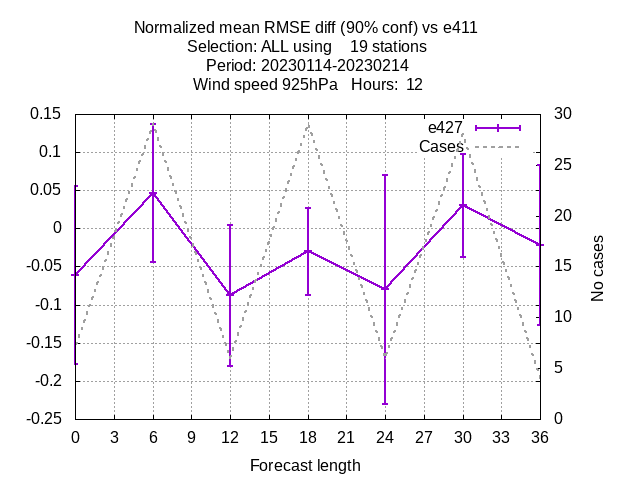 Normalized mean RMSE diff (90% conf) vs e411
Selection: ALL using 19 stations
Period: 20230114-20230214
Wind speed 925hPa Hours: 12
0.15
0.1
0.05
0
-0.05
-0.1
-0.15
-0.2
-0.25
e427
Cases
30
25
20
15
10
5
0
No cases
0 3 6 9 12 15 18 21 24 27 30 33 36
Forecast length